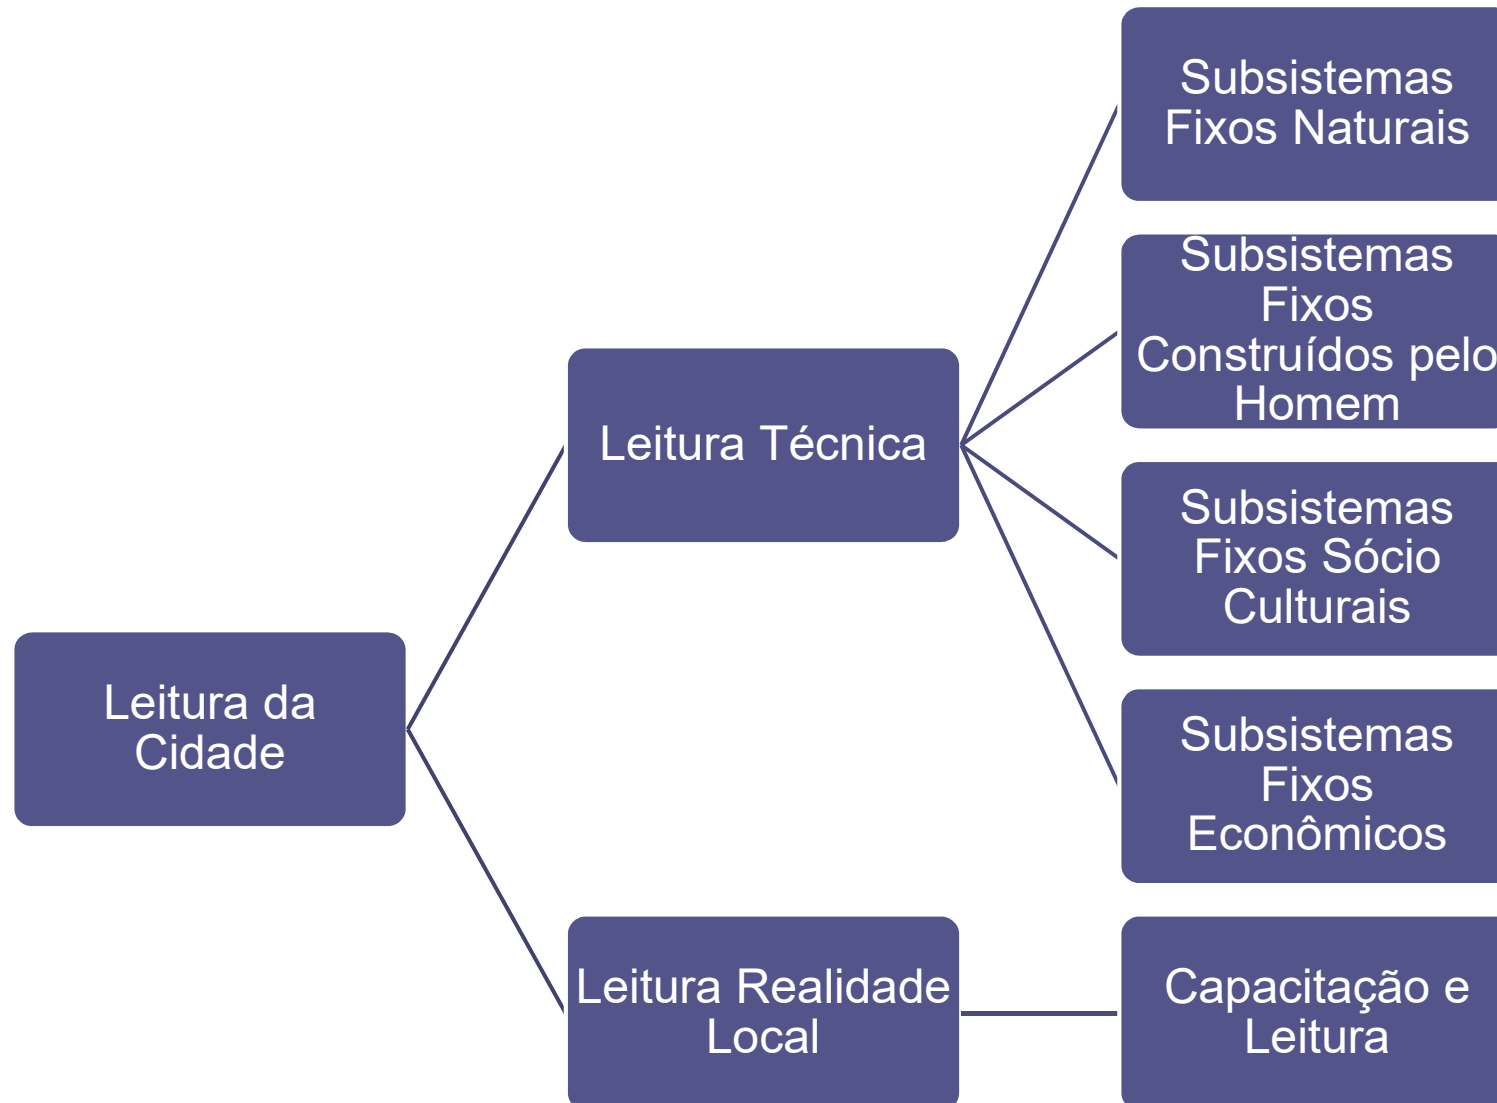 Subsistemas
Fixos Naturais
Subsistemas
Fixos
Construídos pelo
Homem
Leitura Técnica
Subsistemas
Fixos Sócio
Culturais
Leitura da
Cidade
Subsistemas
Fixos
Econômicos
Leitura Realidade
Local
Capacitação e
Leitura